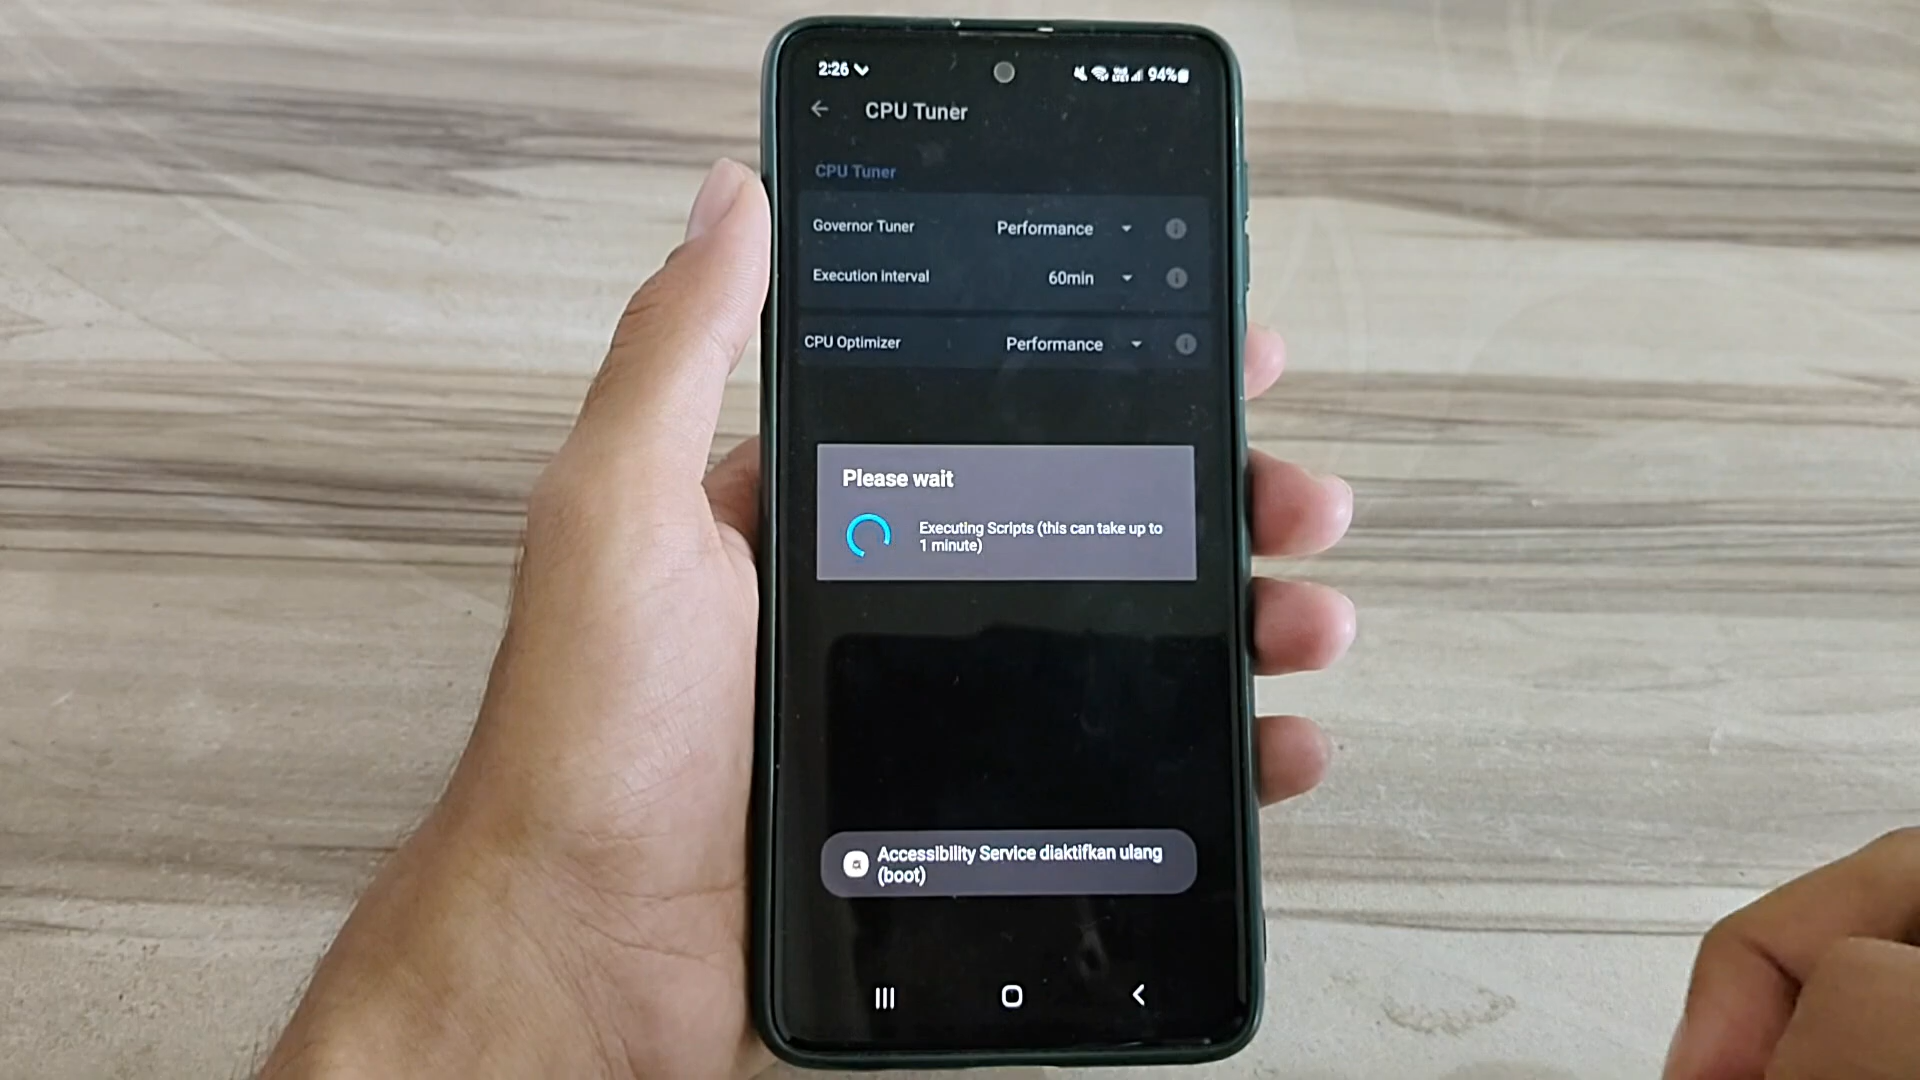 2:26
94%
CPU Tuner
CPU Tuner
Governor Tuner Performance
Execution interval 60min
CPU Optimizer Performance
Please wait
Executing Scripts (this can take up to
1 minute)
Accessibility Service diaktifkan ulang
(boot)